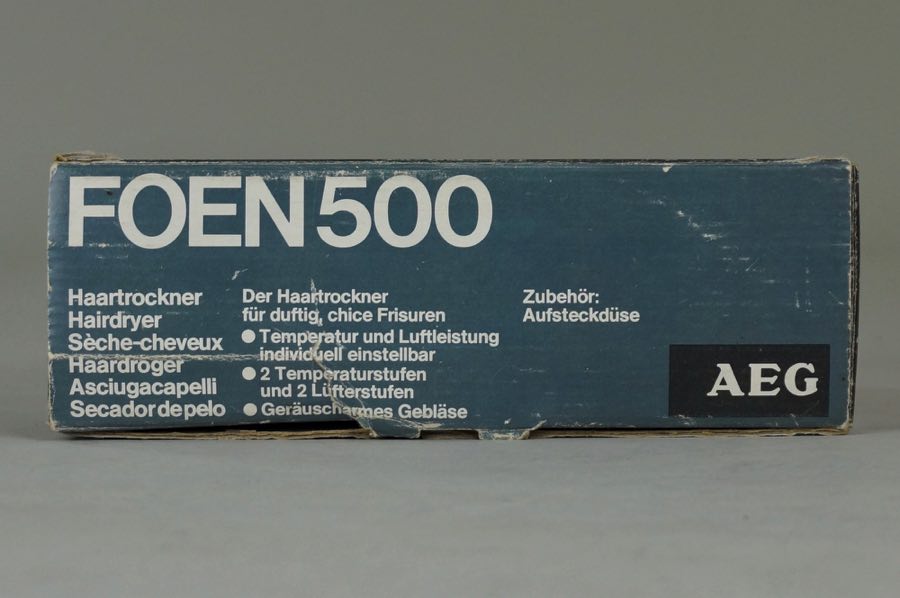 FOEN 500
Haartrockner
Hairdryer
Sèche-cheveux
Haardroger
Asciugacapelli
Secador de pelo
Der Haartrockner
für duftig, chice Frisuren
● Temperatur und Luftleistung
individuell einstellbar
● 2 Temperaturstufen
und 2 Lüfterstufen
● Geräuscharmes Gebläse
Zubehör:
Aufsteckdüse
AEG